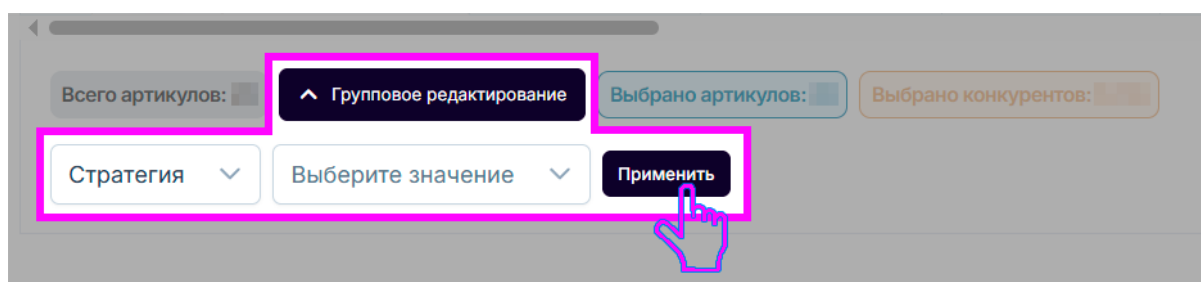 Всего артикулов:
Групповое редактирование
Выбрано артикулов:
Выбрано конкурентов:
Стратегия
Выберите значение
Применить